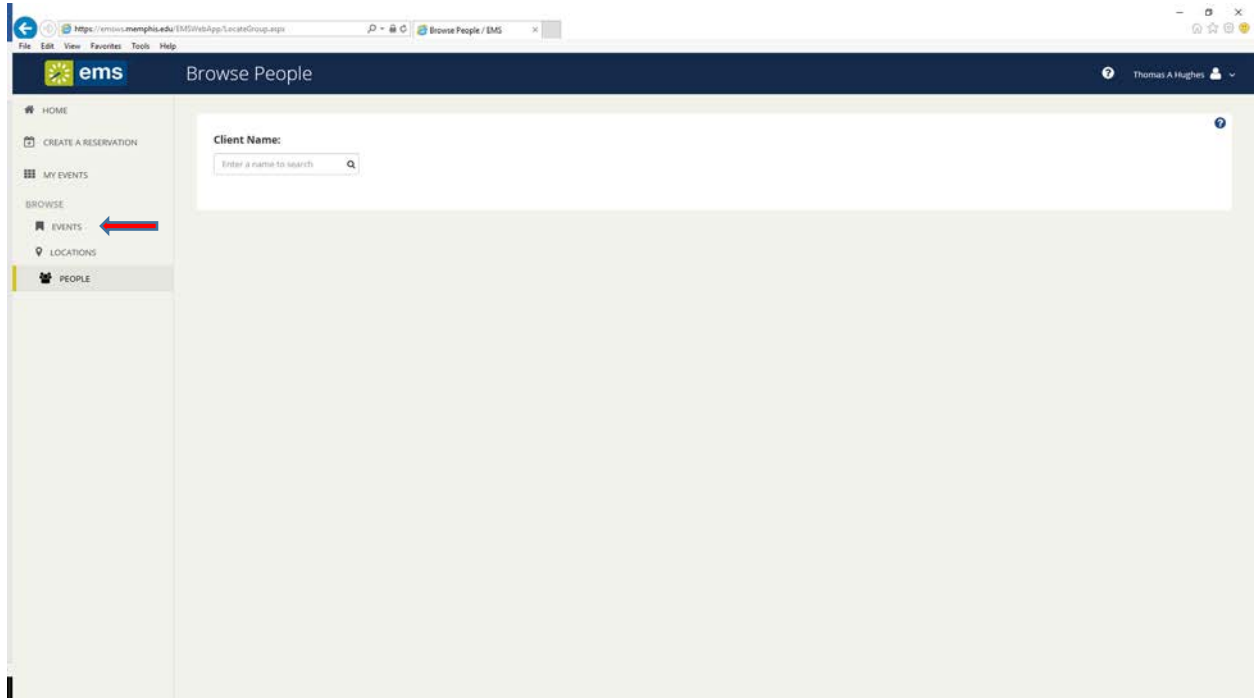 https://emsws.memphis.edu/EMSWebApp/LocateGroup.aspx
Browse People / EMS
File Edit View Favorites Tools Help
ems
Browse People
Thomas A Hughes
HOME
CREATE A RESERVATION
MY EVENTS
BROWSE
EVENTS
LOCATIONS
PEOPLE
Client Name:
Enter a name to search